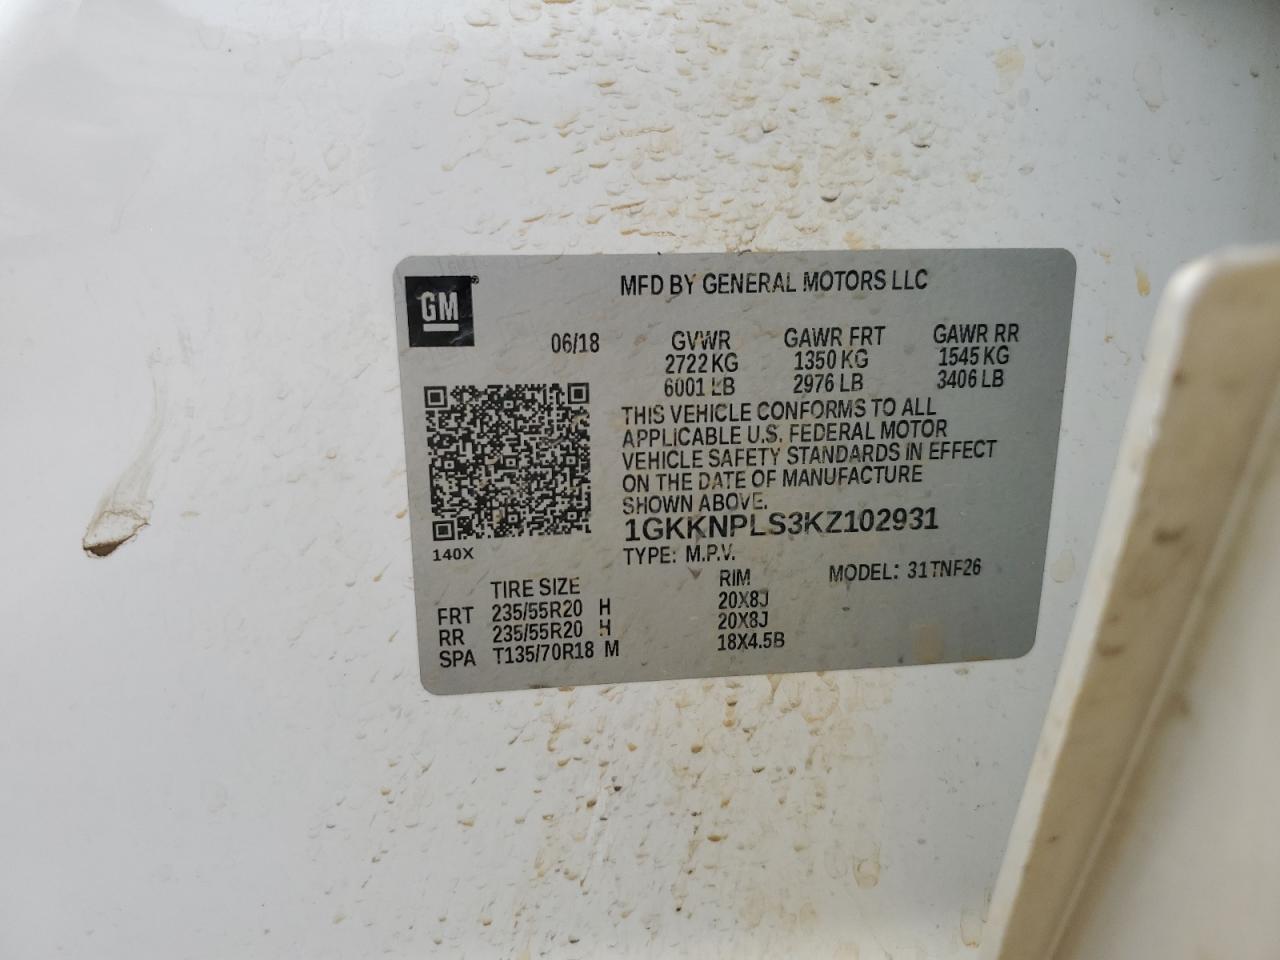 GM ®
MFD BY GENERAL MOTORS LLC
06/18 GVWR GAWR FRT GAWR RR
2722 KG 1350 KG 1545 KG
6001 LB 2976 LB 3406 LB
THIS VEHICLE CONFORMS TO ALL
APPLICABLE U.S. FEDERAL MOTOR
VEHICLE SAFETY STANDARDS IN EFFECT
ON THE DATE OF MANUFACTURE
SHOWN ABOVE.
1GKKNPLS3KZ102931
140X
TYPE: M.P.V. MODEL: 31TNF26
TIRE SIZE RIM
FRT 235/55R20 H 20X8J
RR 235/55R20 H 20X8J
SPA T135/70R18 M 18X4.5B